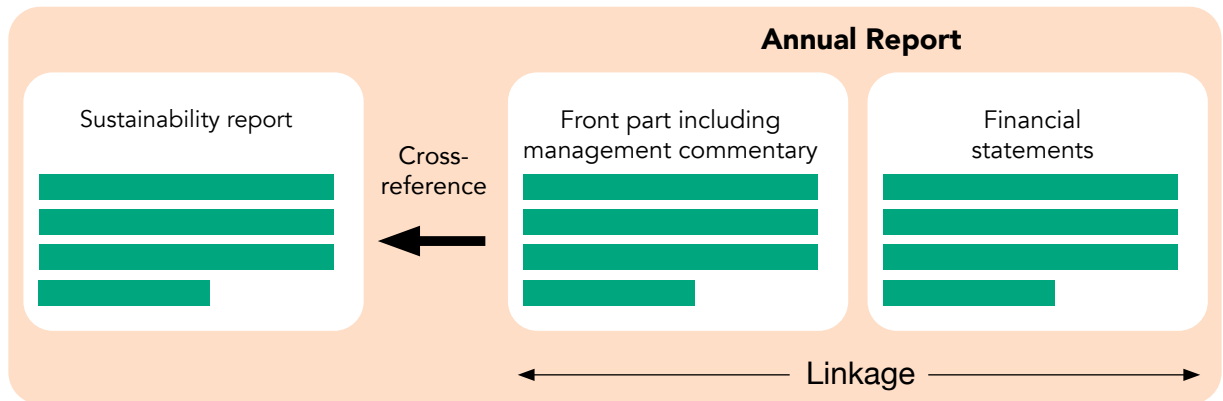 Annual Report
Sustainability report
Cross-
reference
Front part including
management commentary
Financial
statements
Linkage